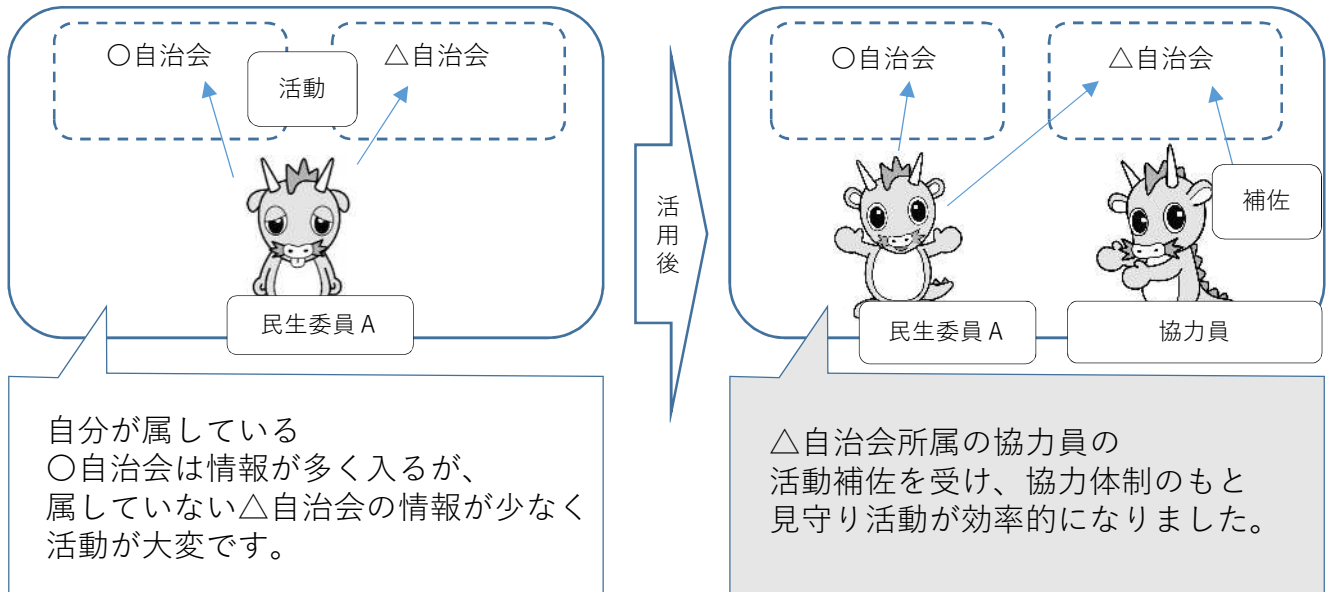 〇自治会
活動
△自治会
民生委員A
自分が属している
〇自治会は情報が多く入るが、
属していない△自治会の情報が少なく
活動が大変です。
活用後
〇自治会
△自治会
補佐
民生委員A
協力員
△自治会所属の協力員の
活動補佐を受け、協力体制のもと
見守り活動が効率的になりました。